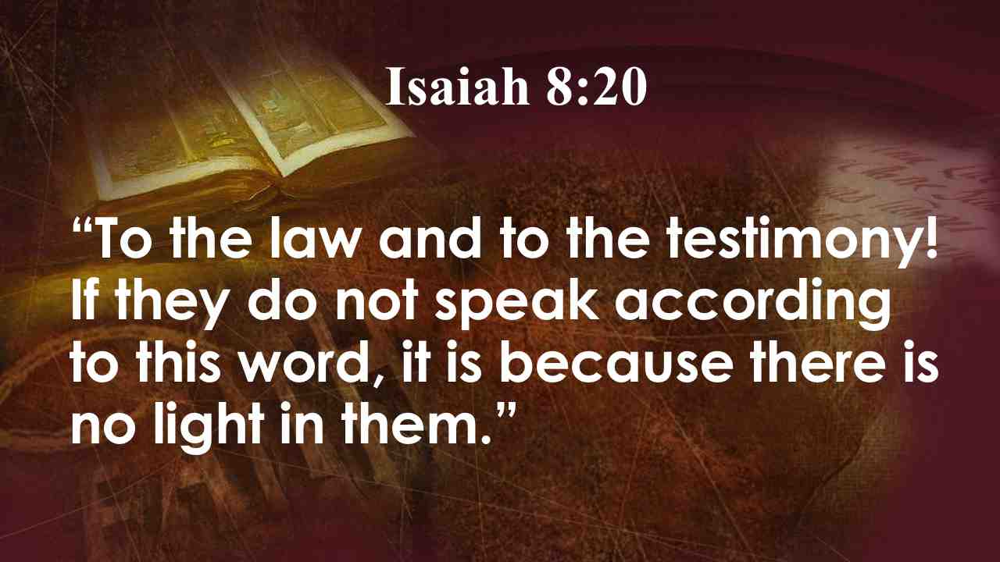 Isaiah 8:20
“To the law and to the testimony!
If they do not speak according
to this word, it is because there is
no light in them.”